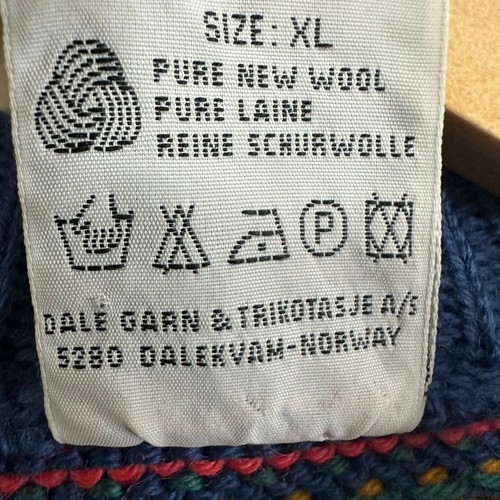 SIZE: XL
PURE NEW WOOL
PURE LAINE
REINE SCHURWOLLE
P
DALE GARN & TRIKOTASJE A/S
5280 DALEKVAM-NORWAY